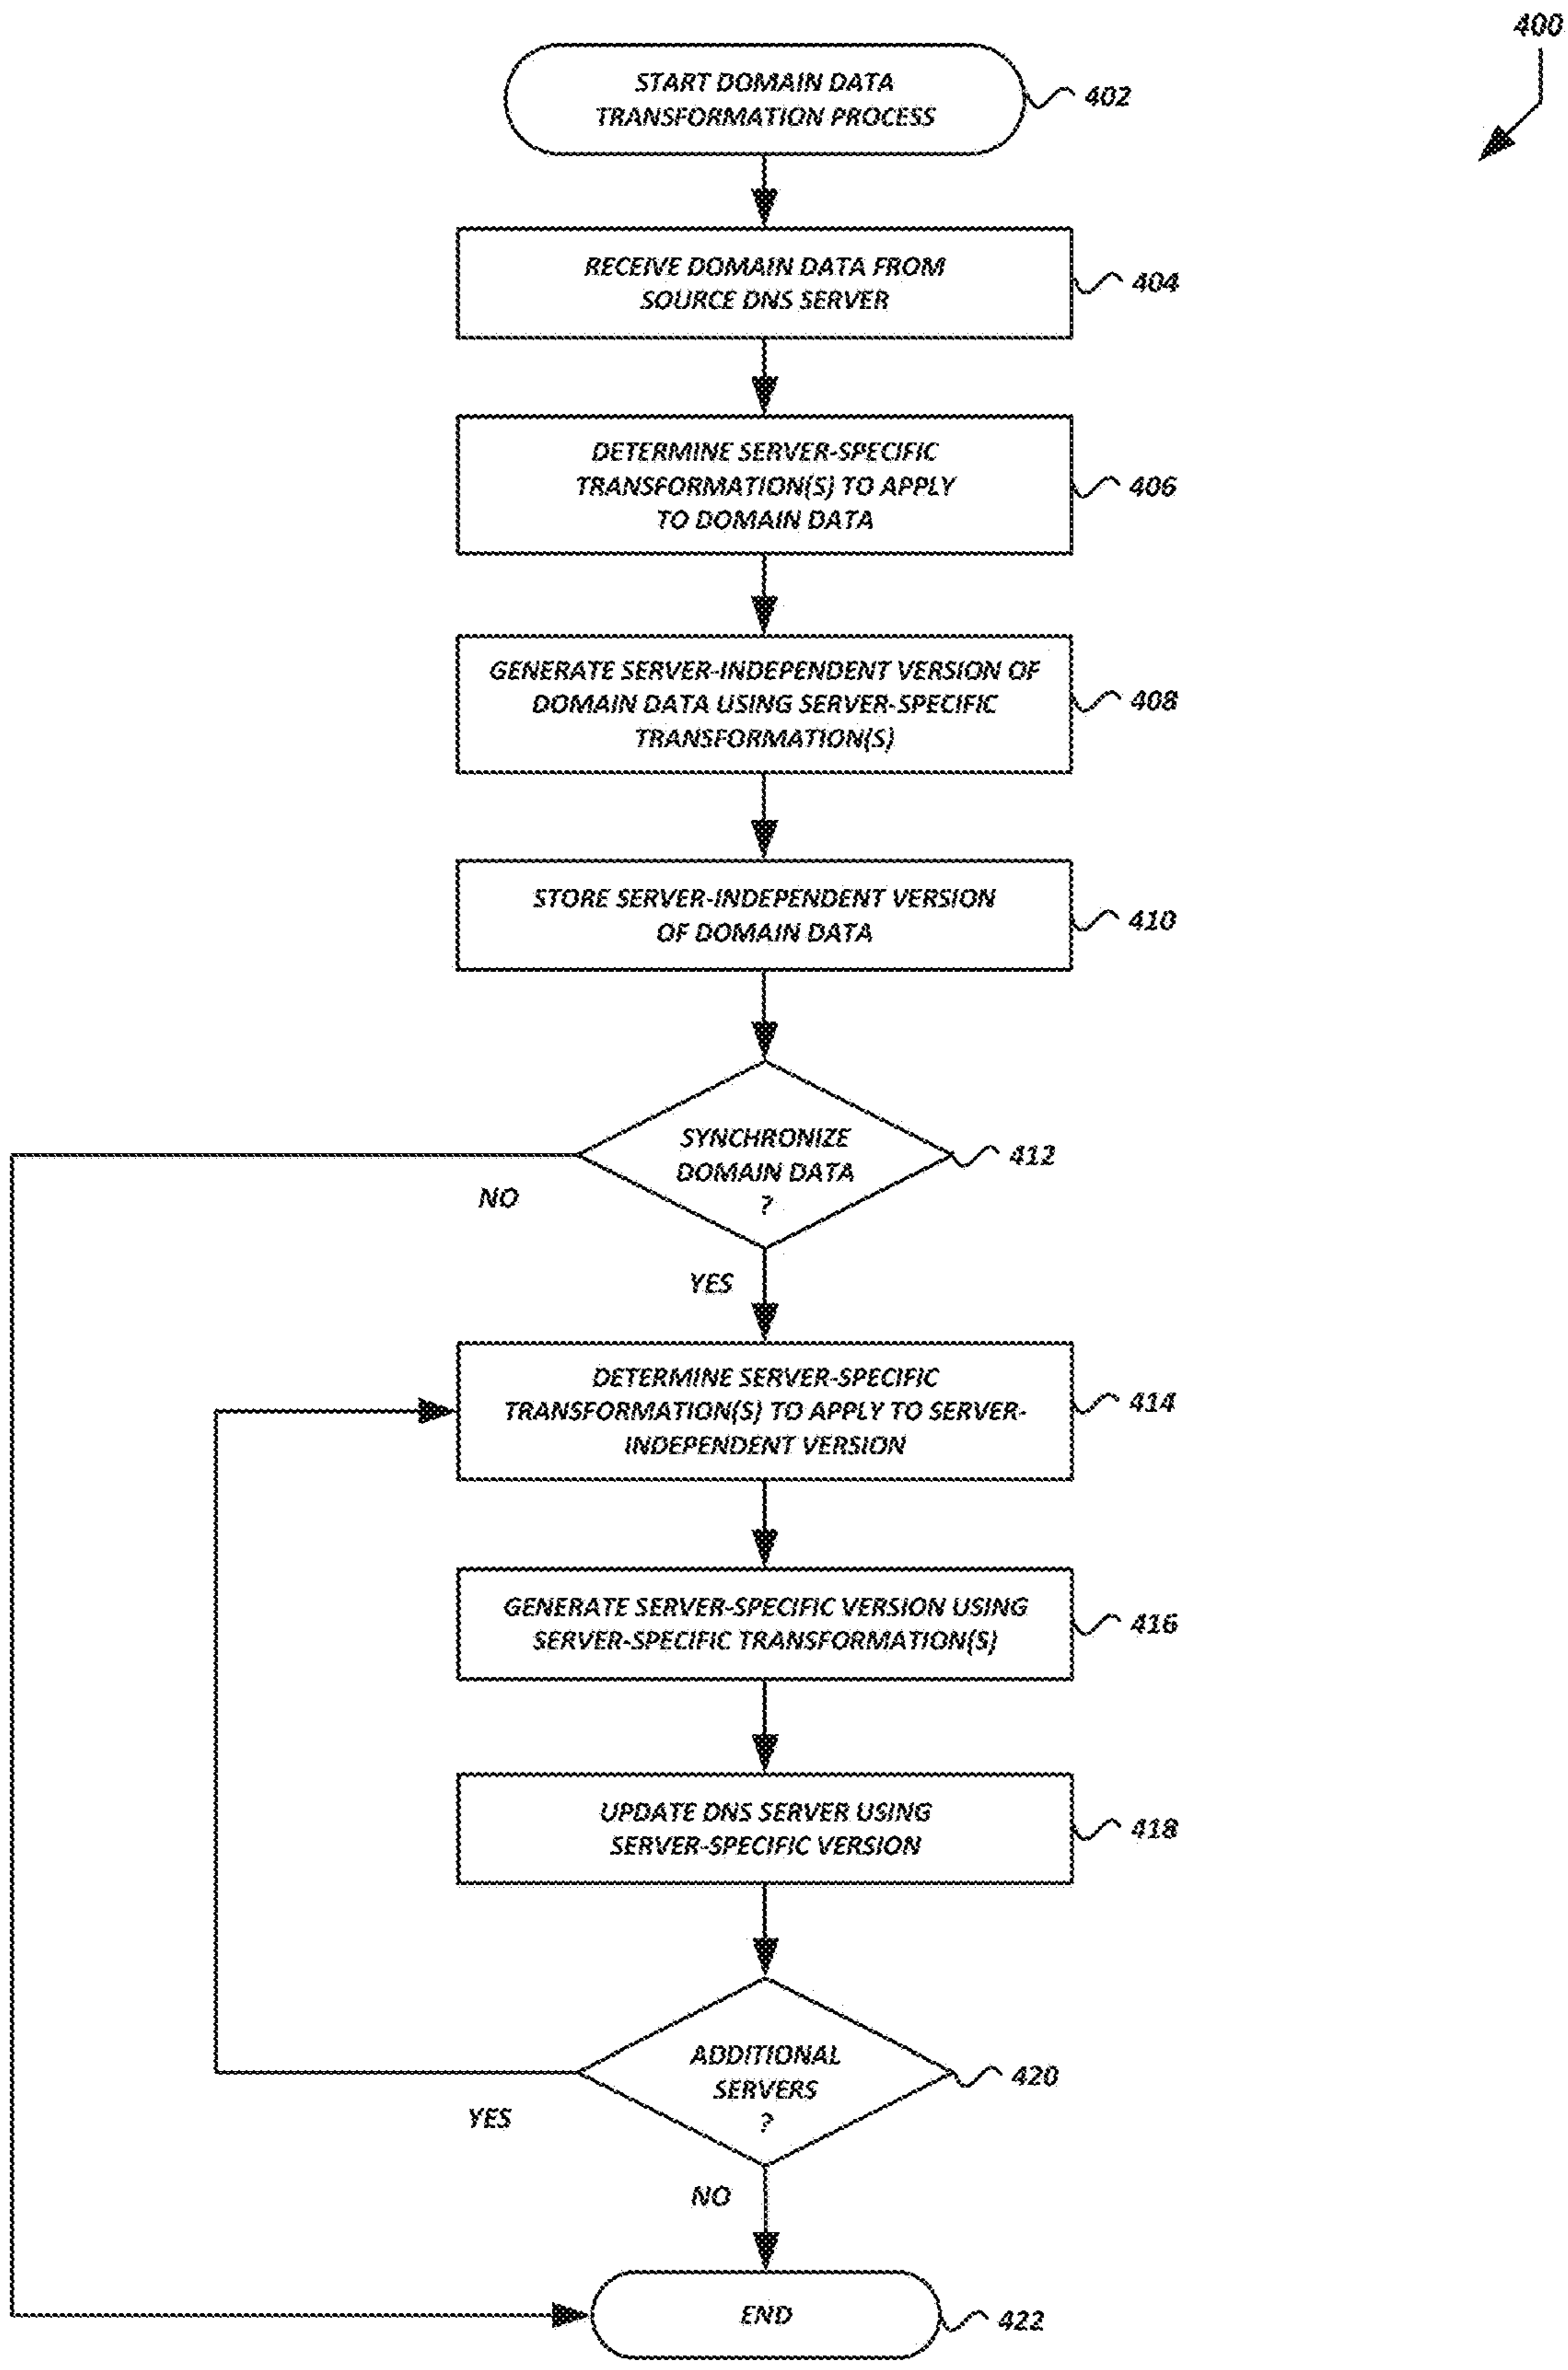 400
START DOMAIN DATA
TRANSFORMATION PROCESS
402
RECEIVE DOMAIN DATA FROM
SOURCE DNS SERVER
404
DETERMINE SERVER-SPECIFIC
TRANSFORMATION(S) TO APPLY
TO DOMAIN DATA
406
GENERATE SERVER-INDEPENDENT VERSION OF
DOMAIN DATA USING SERVER-SPECIFIC
TRANSFORMATION(S)
408
STORE SERVER-INDEPENDENT VERSION
OF DOMAIN DATA
410
SYNCHRONIZE
DOMAIN DATA
?
412
NO
YES
DETERMINE SERVER-SPECIFIC
TRANSFORMATION(S) TO APPLY TO SERVER-
INDEPENDENT VERSION
414
GENERATE SERVER-SPECIFIC VERSION USING
SERVER-SPECIFIC TRANSFORMATION(S)
416
UPDATE DNS SERVER USING
SERVER-SPECIFIC VERSION
418
ADDITIONAL
SERVERS
?
420
YES
NO
END
422